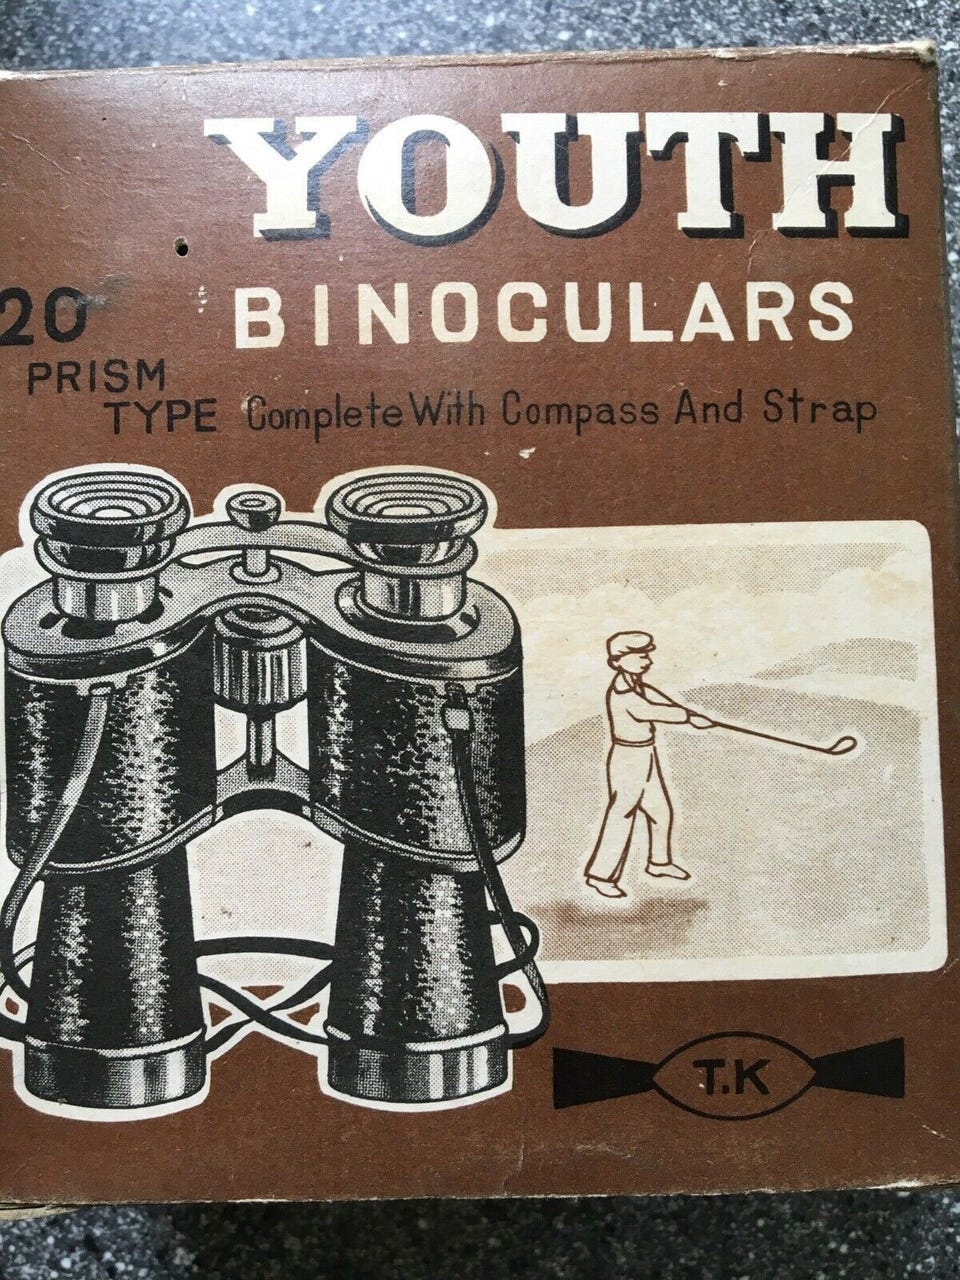 YOUTH
BINOCULARS
20
PRISM
TYPE Complete With Compass And Strap
T.K